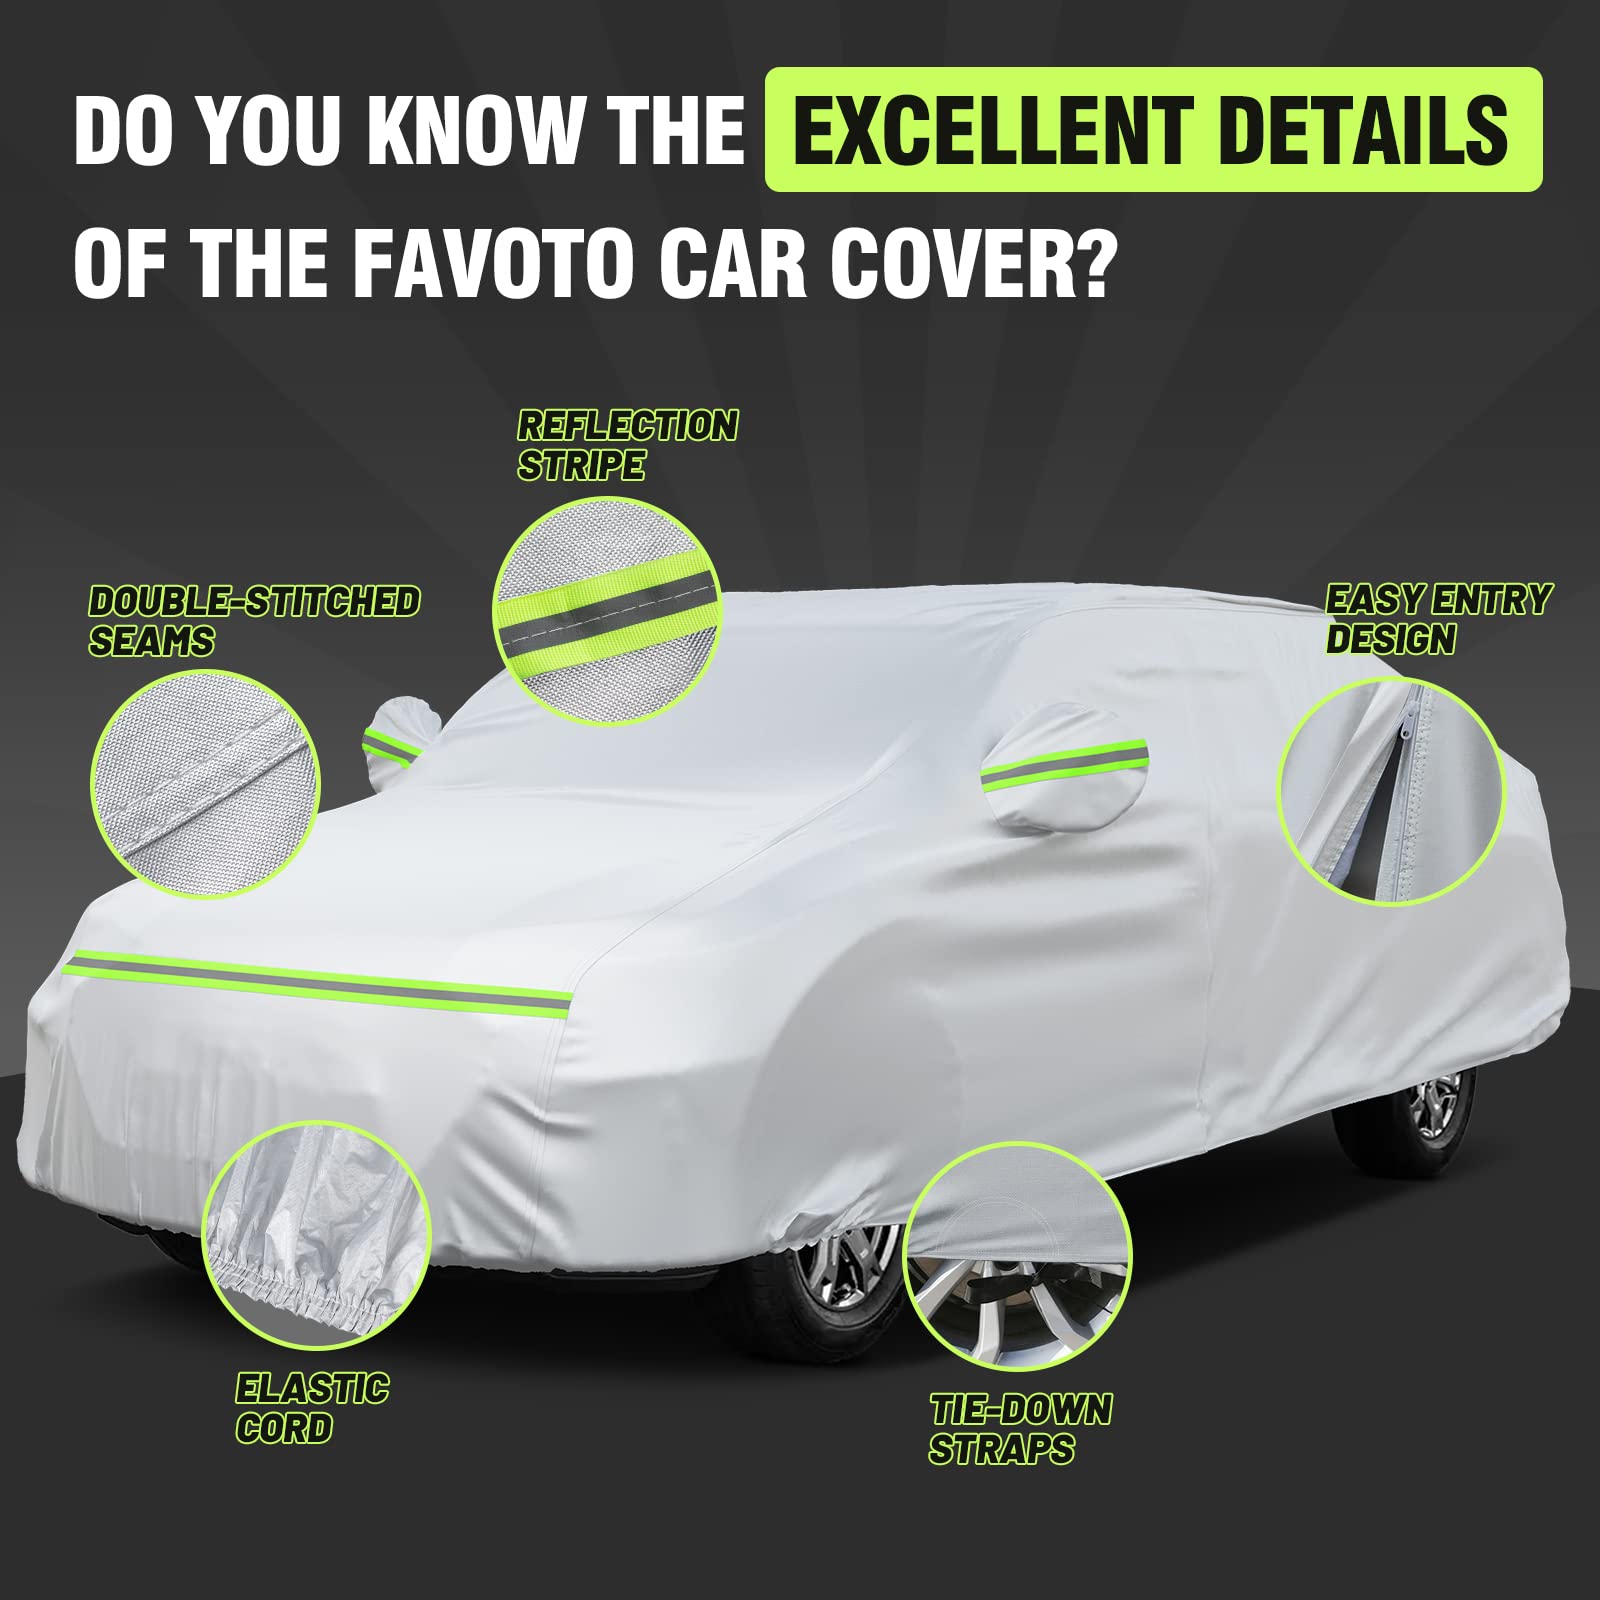 DO YOU KNOW THE EXCELLENT DETAILS
OF THE FAVOTO CAR COVER?
REFLECTION
STRIPE
DOUBLE-STITCHED
SEAMS
EASY ENTRY
DESIGN
ELASTIC
CORD
TIE-DOWN
STRAPS